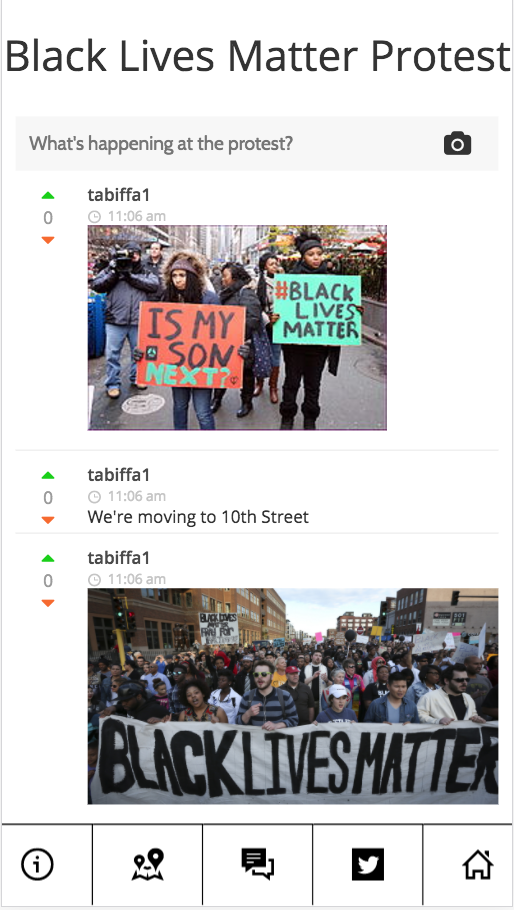 Black Lives Matter Protest
What's happening at the protest?
tabiffa1
0
11:06 am
IS MY
SON
NEXT?
#BLACK
LIVES
MATTER
tabiffa1
0
11:06 am
We're moving to 10th Street
tabiffa1
0
11:06 am
BLACK LIVES
BLACK LIVES MATTER